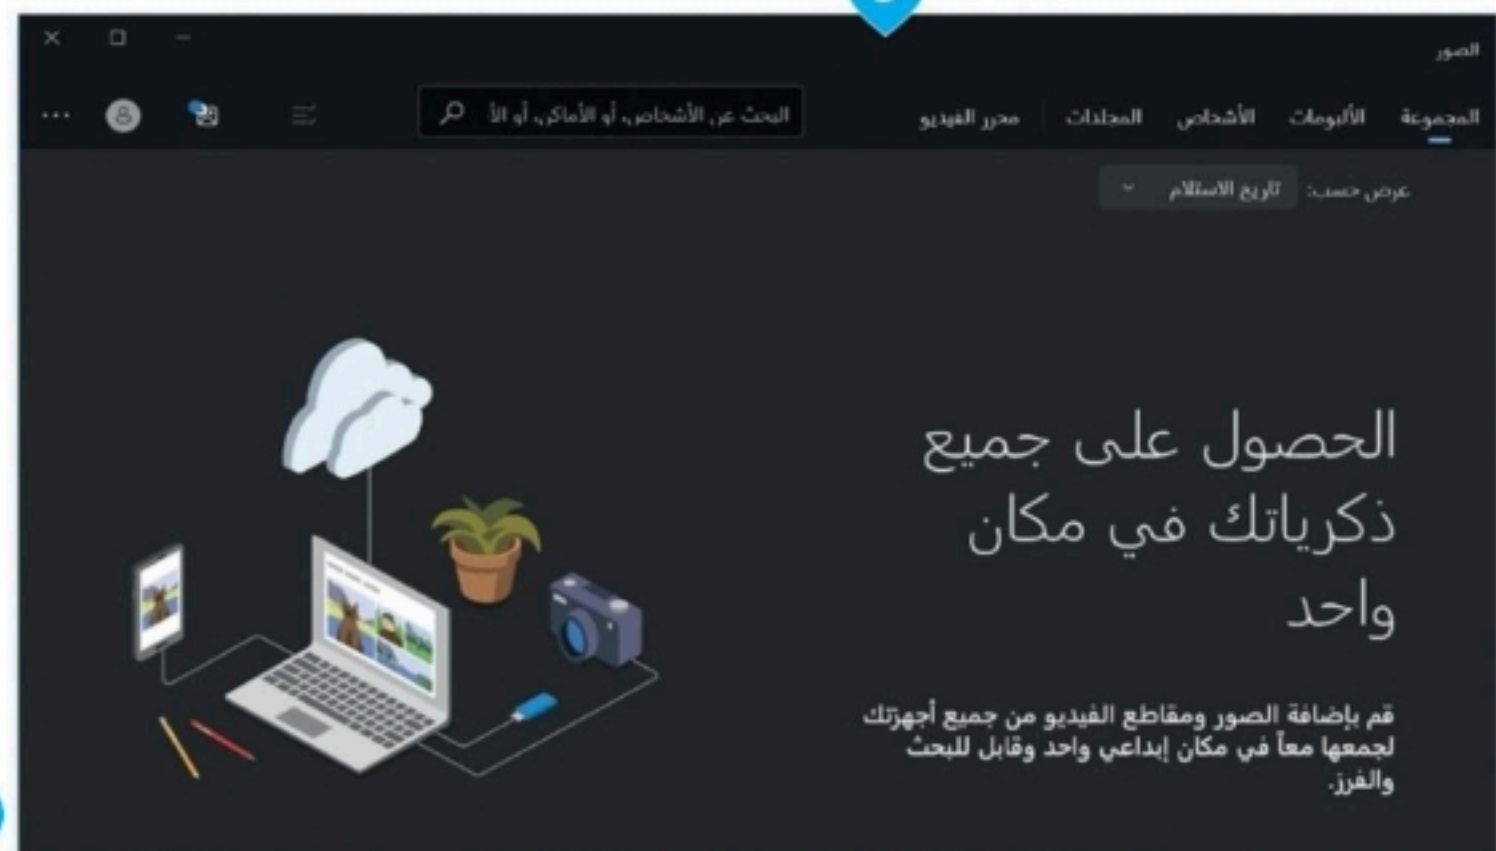 الصور
المجموعة الألبومات الأشخاص المجلدات محرر الفيديو البحث عن الأشخاص، أو الأماكن، أو الأ
عرض حسب: تاريخ الاستلام
الحصول على جميع
ذكرياتك في مكان
واحد
قم بإضافة الصور ومقاطع الفيديو من جميع أجهزتك
لجمعها معاً في مكان إبداعي واحد وقابل للبحث
والفرز.